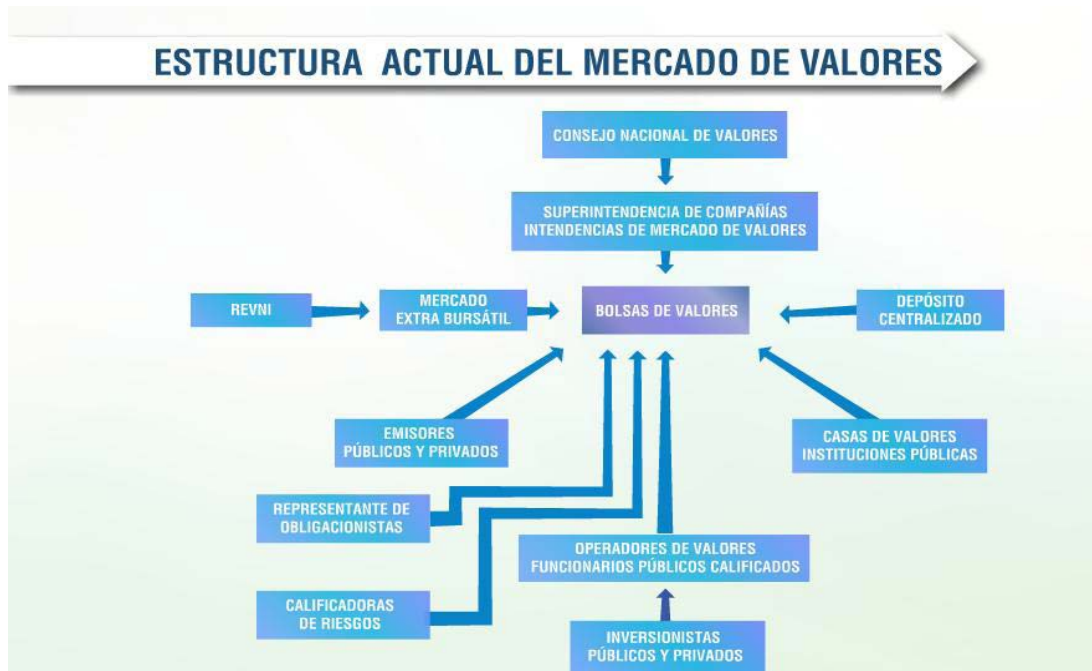 ESTRUCTURA ACTUAL DEL MERCADO DE VALORES
CONSEJO NACIONAL DE VALORES
SUPERINTENDENCIA DE COMPAÑÍAS
INTENDENCIAS DE MERCADO DE VALORES
REVNI
MERCADO
EXTRA BURSÁTIL
BOLSAS DE VALORES
DEPÓSITO
CENTRALIZADO
EMISORES
PÚBLICOS Y PRIVADOS
CASAS DE VALORES
INSTITUCIONES PÚBLICAS
REPRESENTANTE DE
OBLIGACIONISTAS
OPERADORES DE VALORES
FUNCIONARIOS PÚBLICOS CALIFICADOS
CALIFICADORAS
DE RIESGOS
INVERSIONISTAS
PÚBLICOS Y PRIVADOS